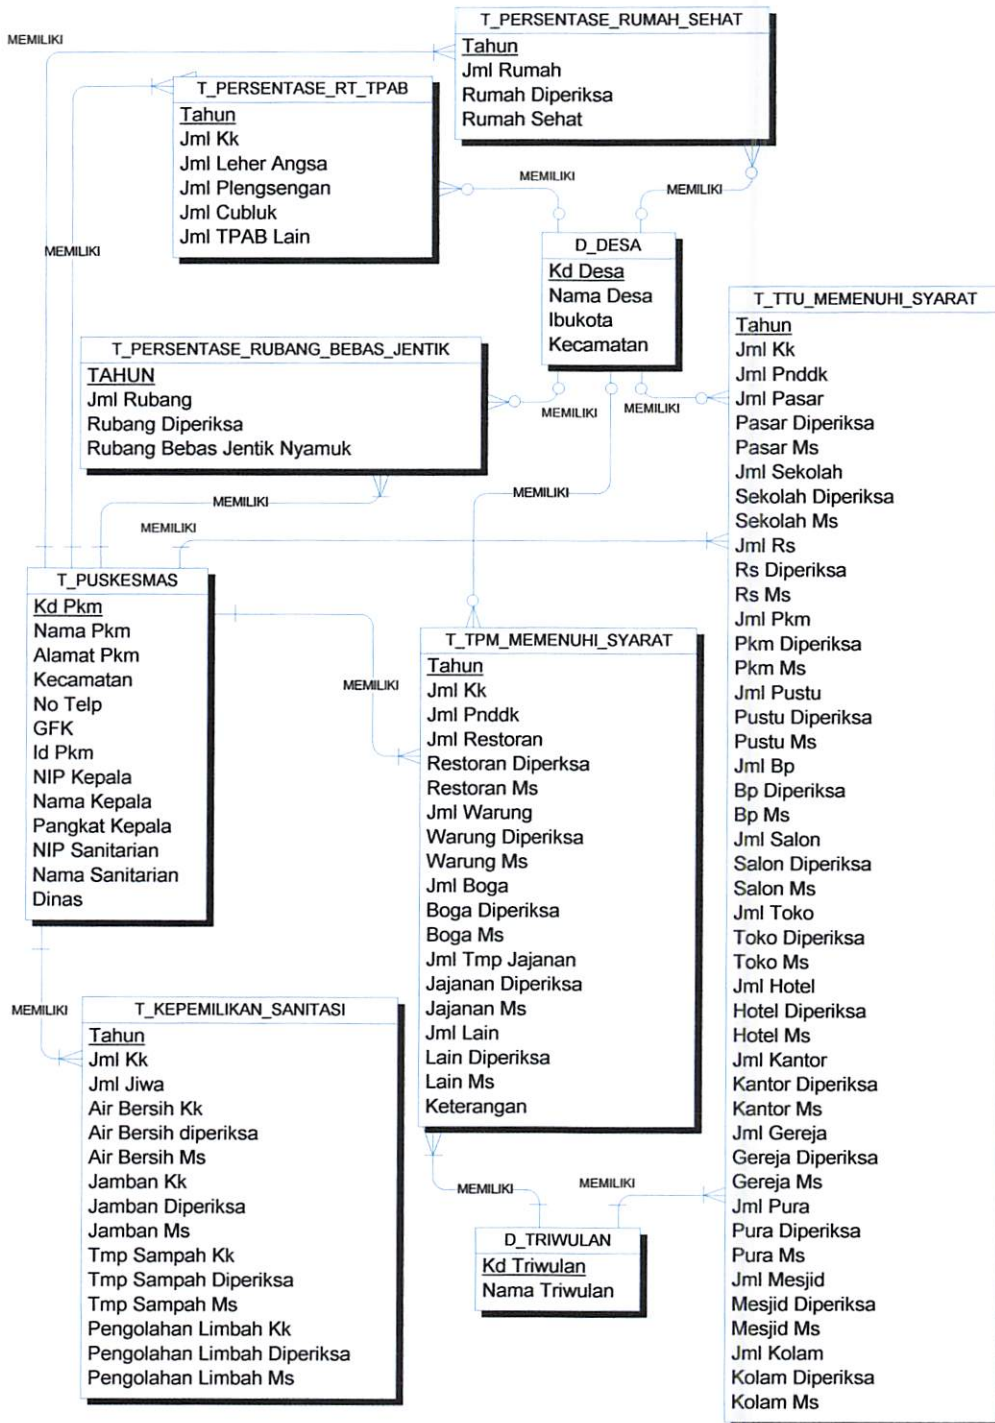 T_PERSENTASE_RUMAH_SEHAT
Tahun
Jml Rumah
Rumah Diperiksa
Rumah Sehat
MEMILIKI
T_PERSENTASE_RT_TPAB
Tahun
Jml Kk
Jml Leher Angsa
Jml Plengsengan
Jml Cubluk
Jml TPAB Lain
MEMILIKI
MEMILIKI
MEMILIKI
D_DESA
Kd Desa
Nama Desa
Ibukota
Kecamatan
T_PERSENTASE_RUBANG_BEBAS_JENTIK
TAHUN
Jml Rubang
Rubang Diperiksa
Rubang Bebas Jentik Nyamuk
MEMILIKI
MEMILIKI
MEMILIKI
MEMILIKI
MEMILIKI
T_TTU_MEMENUHI_SYARAT
Tahun
Jml Kk
Jml Pnddk
Jml Pasar
Pasar Diperiksa
Pasar Ms
Jml Sekolah
Sekolah Diperiksa
Sekolah Ms
Jml Rs
Rs Diperiksa
Rs Ms
Jml Pkm
Pkm Diperiksa
Pkm Ms
Jml Pustu
Pustu Diperiksa
Pustu Ms
Jml Bp
Bp Diperiksa
Bp Ms
Jml Salon
Salon Diperiksa
Salon Ms
Jml Toko
Toko Diperiksa
Toko Ms
Jml Hotel
Hotel Diperiksa
Hotel Ms
Jml Kantor
Kantor Diperiksa
Kantor Ms
Jml Gereja
Gereja Diperiksa
Gereja Ms
Jml Pura
Pura Diperiksa
Pura Ms
Jml Mesjid
Mesjid Diperiksa
Mesjid Ms
Jml Kolam
Kolam Diperiksa
Kolam Ms
T_PUSKESMAS
Kd Pkm
Nama Pkm
Alamat Pkm
Kecamatan
No Telp
GFK
Id Pkm
NIP Kepala
Nama Kepala
Pangkat Kepala
NIP Sanitarian
Nama Sanitarian
Dinas
MEMILIKI
T_TPM_MEMENUHI_SYARAT
Tahun
Jml Kk
Jml Pnddk
Jml Restoran
Restoran Diperksa
Restoran Ms
Jml Warung
Warung Diperiksa
Warung Ms
Jml Boga
Boga Diperiksa
Boga Ms
Jml Tmp Jajanan
Jajanan Diperiksa
Jajanan Ms
Jml Lain
Lain Diperiksa
Lain Ms
Keterangan
MEMILIKI
T_KEPEMILIKAN_SANITASI
Tahun
Jml Kk
Jml Jiwa
Air Bersih Kk
Air Bersih diperiksa
Air Bersih Ms
Jamban Kk
Jamban Diperiksa
Jamban Ms
Tmp Sampah Kk
Tmp Sampah Diperiksa
Tmp Sampah Ms
Pengolahan Limbah Kk
Pengolahan Limbah Diperiksa
Pengolahan Limbah Ms
MEMILIKI
MEMILIKI
D_TRIWULAN
Kd Triwulan
Nama Triwulan